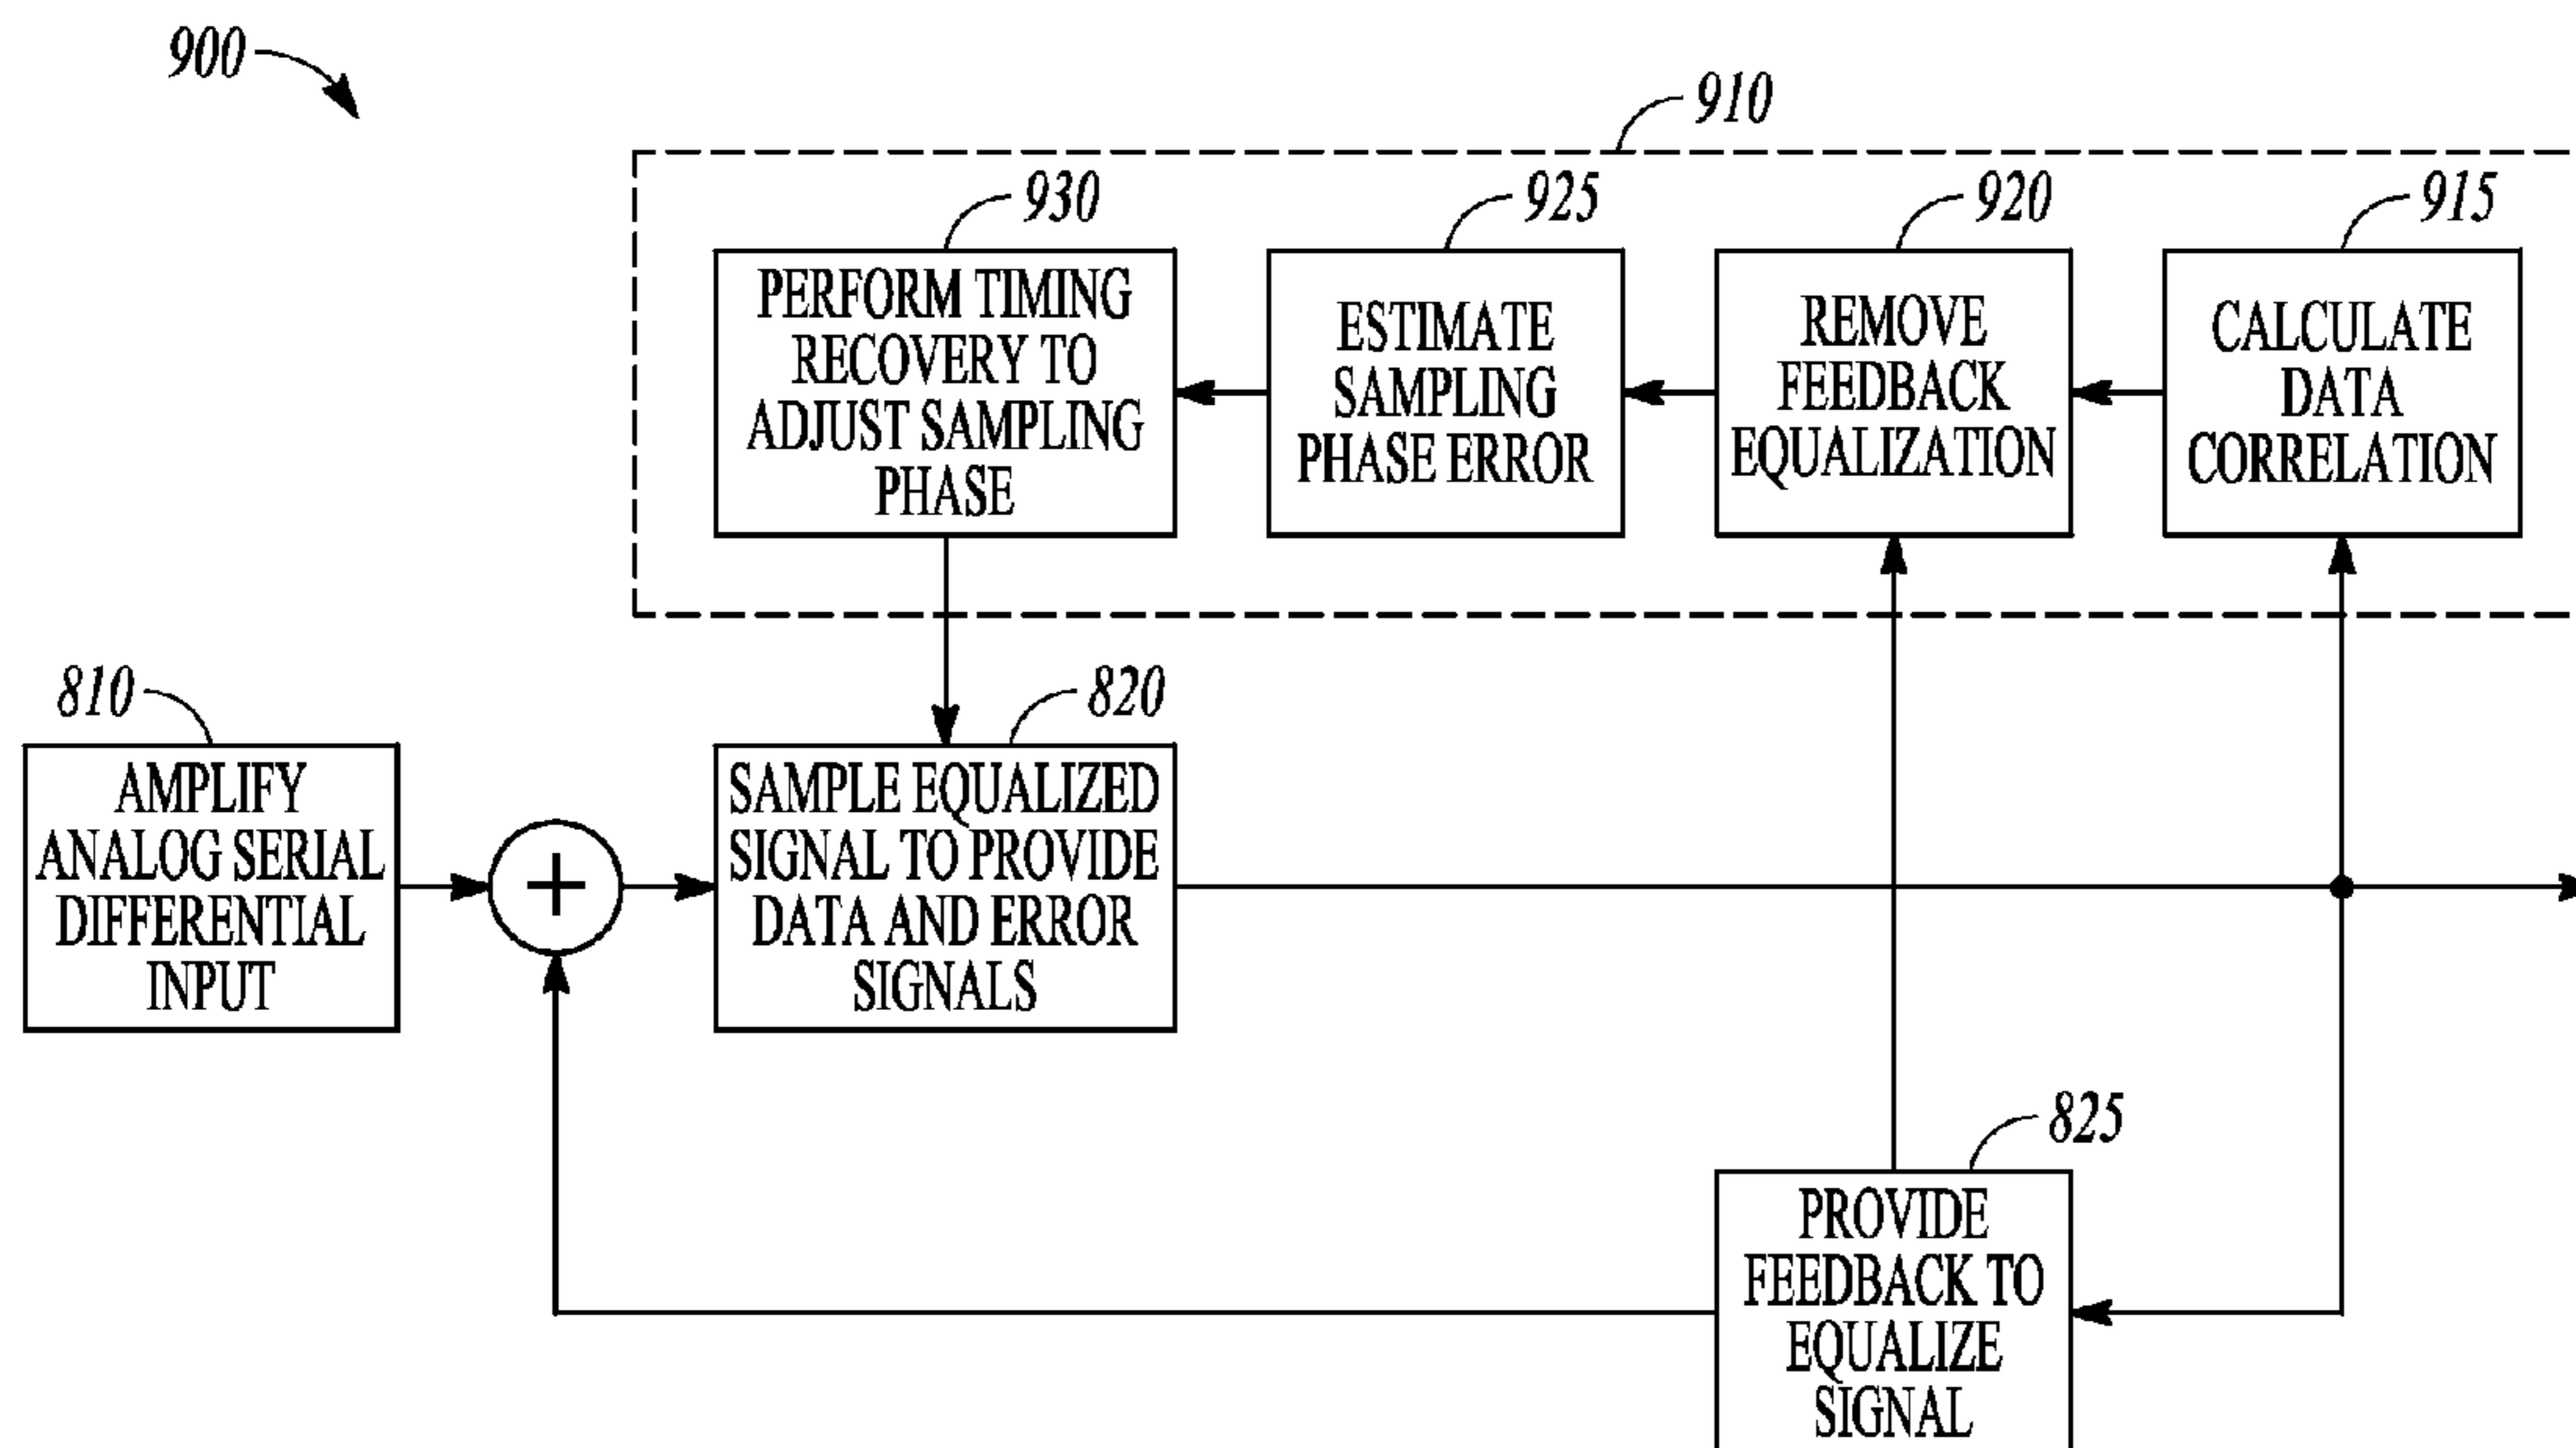 900
910
930
925
920
915
PERFORM TIMING
RECOVERY TO
ADJUST SAMPLING
PHASE
ESTIMATE
SAMPLING
PHASE ERROR
REMOVE
FEEDBACK
EQUALIZATION
CALCULATE
DATA
CORRELATION
810
820
AMPLIFY
ANALOG SERIAL
DIFFERENTIAL
INPUT
+
SAMPLE EQUALIZED
SIGNAL TO PROVIDE
DATA AND ERROR
SIGNALS
825
PROVIDE
FEEDBACK TO
EQUALIZE
SIGNAL